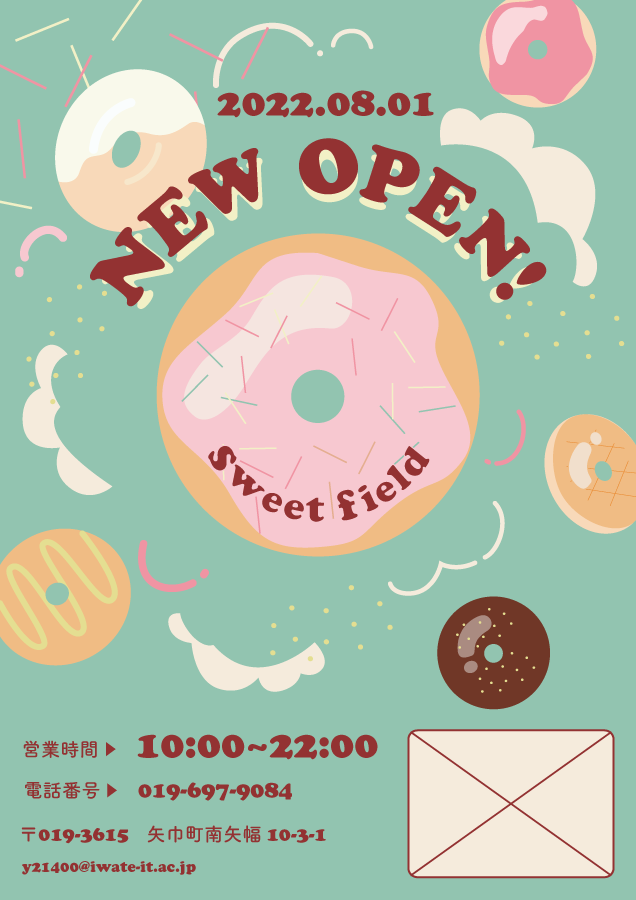 2022.08.01
NEW OPEN!
Sweet field
営業時間▶ 10:00~22:00
電話番号▶ 019-697-9084
〒019-3615 矢巾町南矢幅 10-3-1
y21400@iwate-it.ac.jp